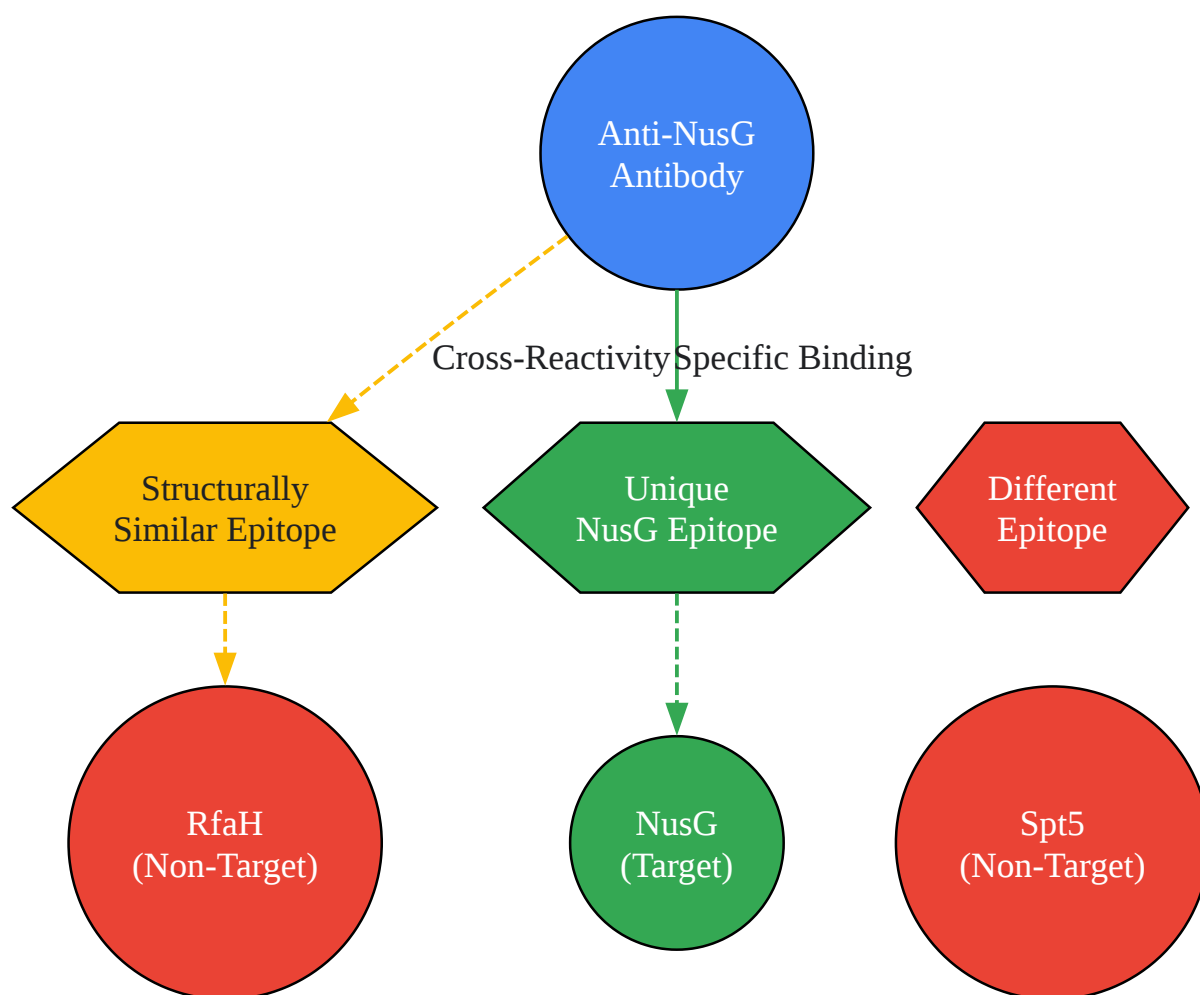 Anti-NusG
Antibody
Cross-Reactivity
Specific Binding
Structurally
Similar Epitope
Unique
NusG Epitope
Different
Epitope
RfaH
(Non-Target)
NusG
(Target)
Spt5
(Non-Target)